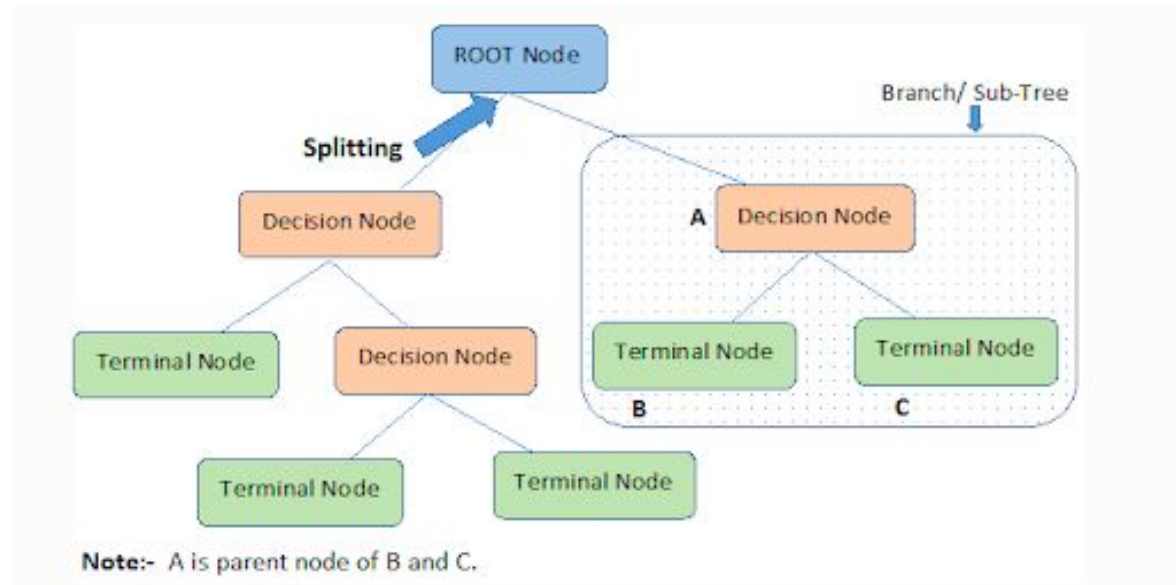 ROOT Node
Branch/ Sub-Tree
Splitting
Decision Node
A
Decision Node
Terminal Node
Decision Node
Terminal Node
Terminal Node
B
C
Terminal Node
Terminal Node
Note:- A is parent node of B and C.